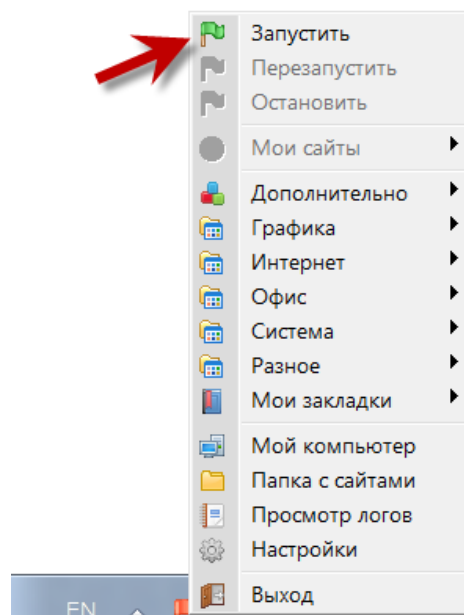 Запустить
Перезапустить
Остановить
Мои сайты
Дополнительно
Графика
Интернет
Офис
Система
Разное
Мои закладки
Мой компьютер
Папка с сайтами
Просмотр логов
Настройки
Выход
EN